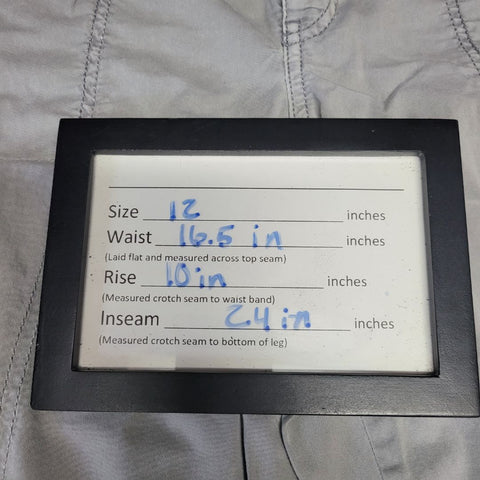 Size 12 inches
Waist 16.5 in inches
(Laid flat and measured across top seam)
Rise 10 in inches
(Measured crotch seam to waist band)
Inseam 24 in inches
(Measured crotch seam to bottom of leg)